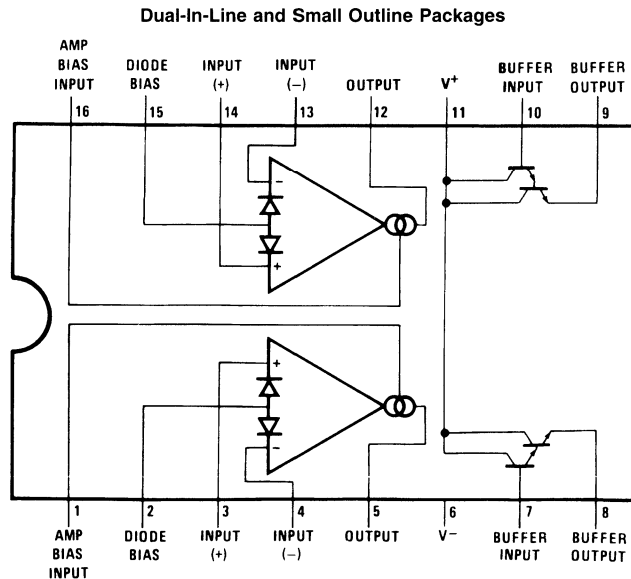 Dual-In-Line and Small Outline Packages
AMP
BIAS
INPUT
DIODE
BIAS
INPUT
(+)
INPUT
(−)
OUTPUT
V+
BUFFER
INPUT
BUFFER
OUTPUT
16 15 14 13 12 11 10 9
−
+
+
−
1 2 3 4 5 6 7 8
AMP
BIAS
INPUT
DIODE
BIAS
INPUT
(+)
INPUT
(−)
OUTPUT
V−
BUFFER
INPUT
BUFFER
OUTPUT